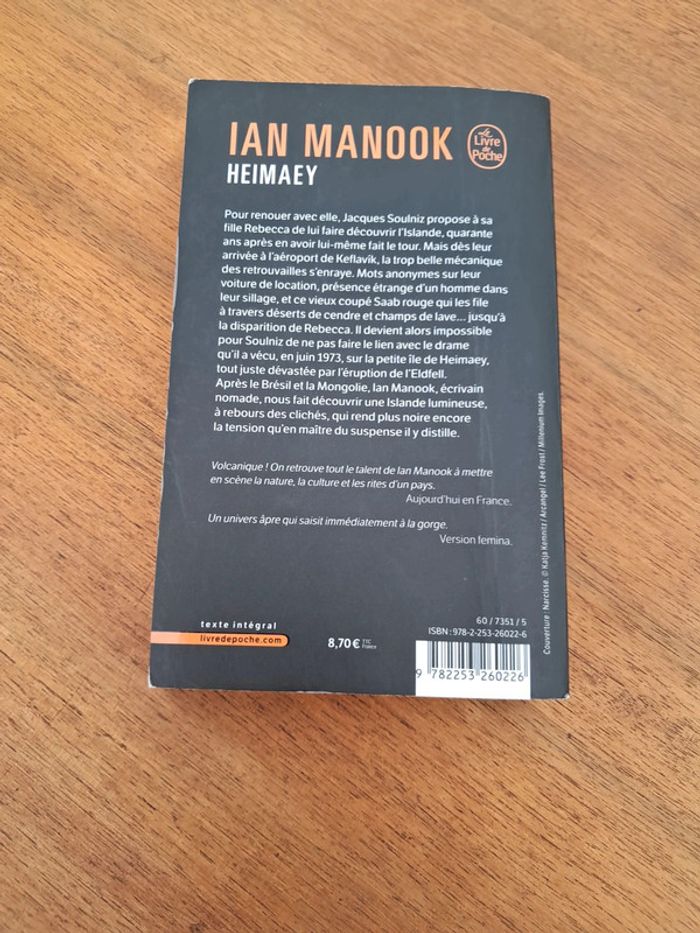 IAN MANOOK
Le
Livre
de
Poche
HEIMAEY
Pour renouer avec elle, Jacques Soulniz propose à sa
fille Rebecca de lui faire découvrir l'Islande, quarante
ans après en avoir lui-même fait le tour. Mais dès leur
arrivée à l'aéroport de Keflavík, la trop belle mécanique
des retrouvailles s'enraye. Mots anonymes sur leur
voiture de location, présence étrange d'un homme dans
leur sillage, et ce vieux coupé Saab rouge qui les file
à travers déserts de cendre et champs de lave... jusqu'à
la disparition de Rebecca. Il devient alors impossible
pour Soulniz de ne pas faire le lien avec le drame
qu'il a vécu, en juin 1973, sur la petite île de Heimaey,
tout juste dévastée par l'éruption de l'Eldfell.
Après le Brésil et la Mongolie, Ian Manook, écrivain
nomade, nous fait découvrir une Islande lumineuse,
à rebours des clichés, qui rend plus noire encore
la tension qu'en maître du suspense il y distille.
Volcanique ! On retrouve tout le talent de Ian Manook à mettre
en scène la nature, la culture et les rites d'un pays.
Aujourd'hui en France.
Un univers âpre qui saisit immédiatement à la gorge.
Version femina.
Couverture : Narcisse. © Katja Kemnitz / Arcangel / Lee Frost / Millenium Images.
texte intégral
livredepoche.com
8,70 € TTC
France
60 / 7351 / 5
ISBN : 978-2-253-26022-6
9 782253 260226